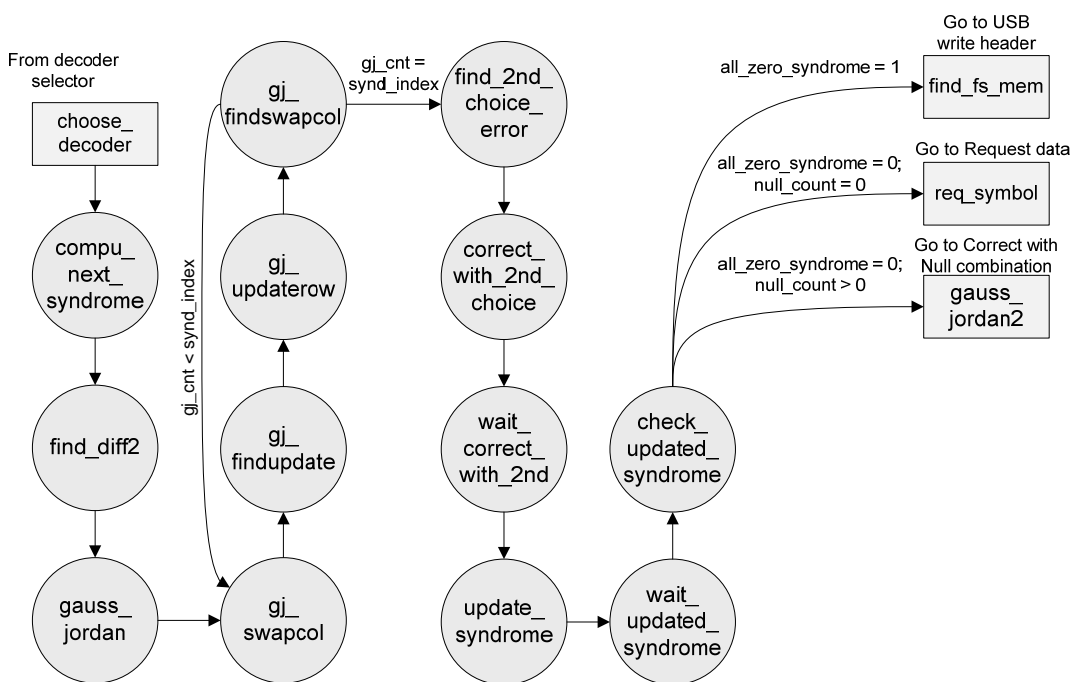 From decoder
selector
choose_
decoder
compu_
next_
syndrome
find_diff2
gauss_
jordan
gj_
findswapcol
gj_
updaterow
gj_
findupdate
gj_
swapcol
gj_cnt < synd_index
gj_cnt =
synd_index
find_2nd_
choice_
error
correct_
with_2nd_
choice
wait_
correct_
with_2nd
update_
syndrome
wait_
updated_
syndrome
check_
updated_
syndrome
all_zero_syndrome = 1
Go to USB
write header
find_fs_mem
all_zero_syndrome = 0;
null_count = 0
Go to Request data
req_symbol
all_zero_syndrome = 0;
null_count > 0
Go to Correct with
Null combination
gauss_
jordan2